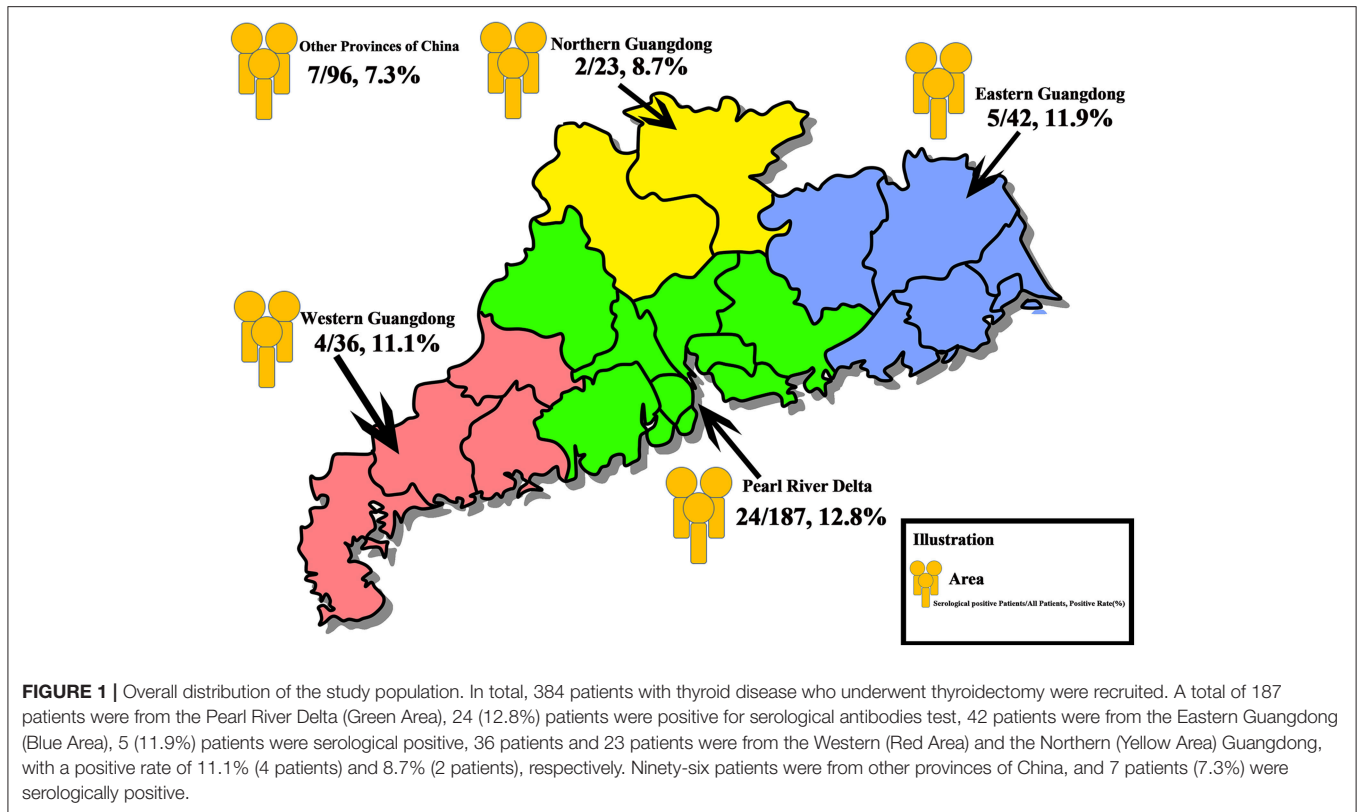 Other Provinces of China
7/96, 7.3%
Northern Guangdong
2/23, 8.7%
Eastern Guangdong
5/42, 11.9%
Western Guangdong
4/36, 11.1%
Pearl River Delta
24/187, 12.8%
Illustration
Area
Serological positive Patients/All Patients, Positive Rate(%)
FIGURE 1 | Overall distribution of the study population. In total, 384 patients with thyroid disease who underwent thyroidectomy were recruited. A total of 187
patients were from the Pearl River Delta (Green Area), 24 (12.8%) patients were positive for serological antibodies test, 42 patients were from the Eastern Guangdong
(Blue Area), 5 (11.9%) patients were serological positive, 36 patients and 23 patients were from the Western (Red Area) and the Northern (Yellow Area) Guangdong,
with a positive rate of 11.1% (4 patients) and 8.7% (2 patients), respectively. Ninety-six patients were from other provinces of China, and 7 patients (7.3%) were
serologically positive.